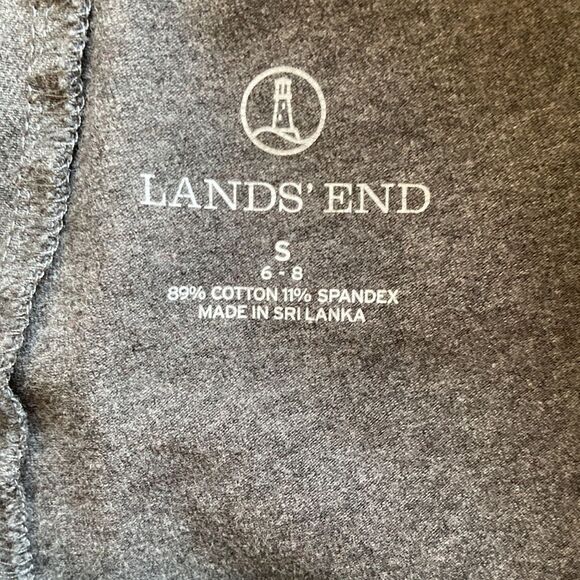 LANDS' END
S
6 - 8
89% COTTON 11% SPANDEX
MADE IN SRI LANKA